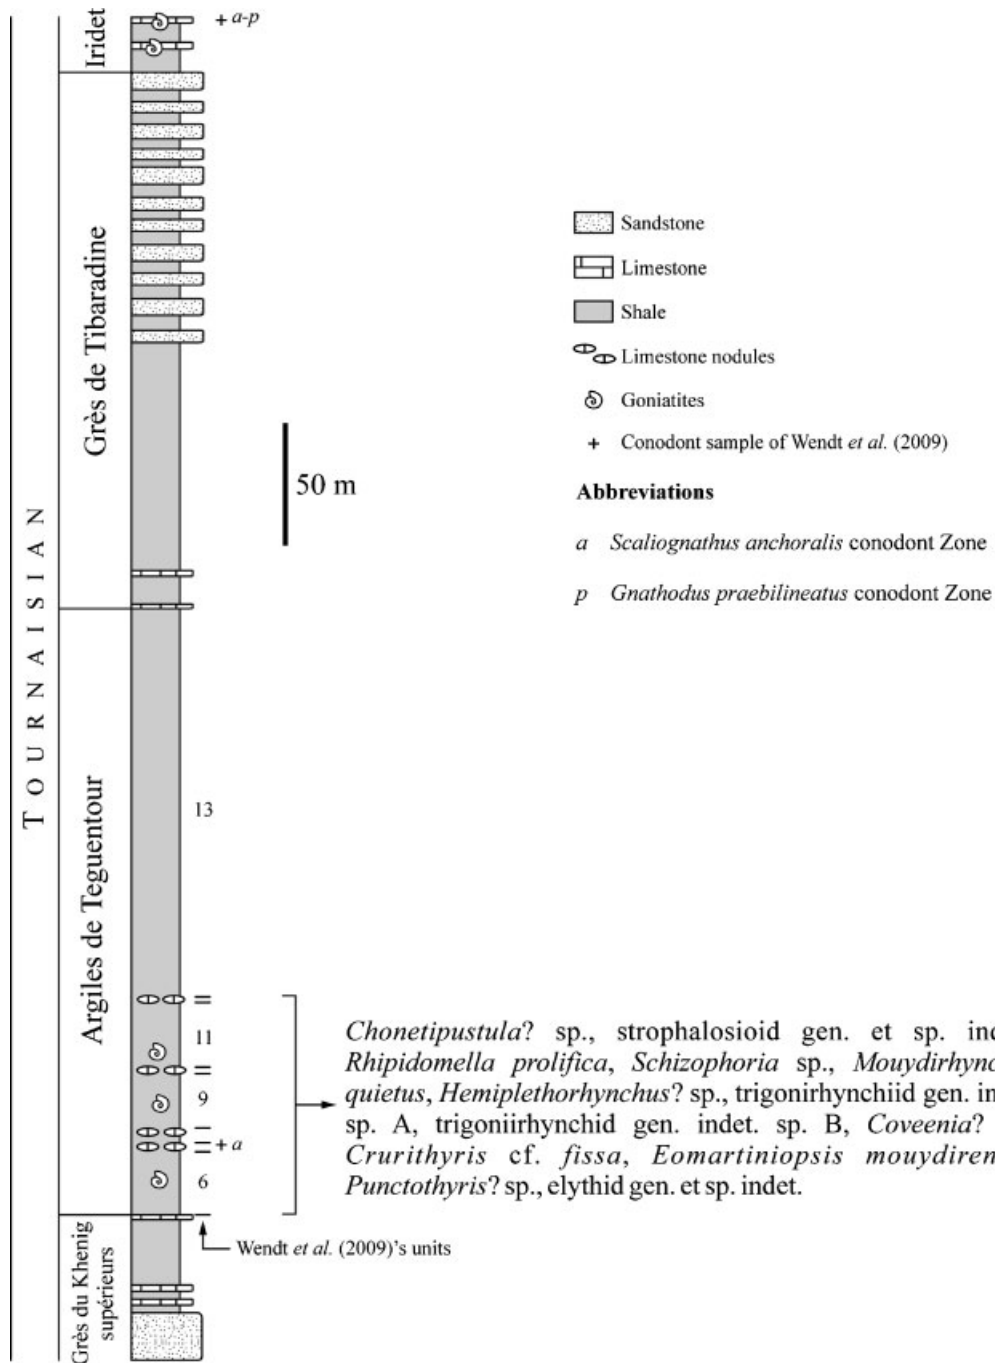 Iridet
+ a-p
Grès de Tibaradine
Sandstone
Limestone
Shale
Limestone nodules
Goniatites
+ Conodont sample of Wendt et al. (2009)
50 m
Abbreviations
a Scaliognathus anchoralis conodont Zone
p Gnathodus praebilineatus conodont Zone
TOURNAISIAN
Argiles de Teguentour
13
11
9
+ a
6
Chonetipustula? sp., strophalosioid gen. et sp.
Rhipidomella prolifica, Schizophoria sp.,
quietus, Hemiplethorhynchus? sp., trigonirhynchiid gen.
sp. A, trigoniirhynchid gen. indet. sp. B, Coveenia?
Crurithyris cf. fissa, Eomartiniopsis
Punctothyris? sp., elythid gen. et sp. indet.
Wendt et al. (2009)'s units
Grès du Khenig
supérieurs